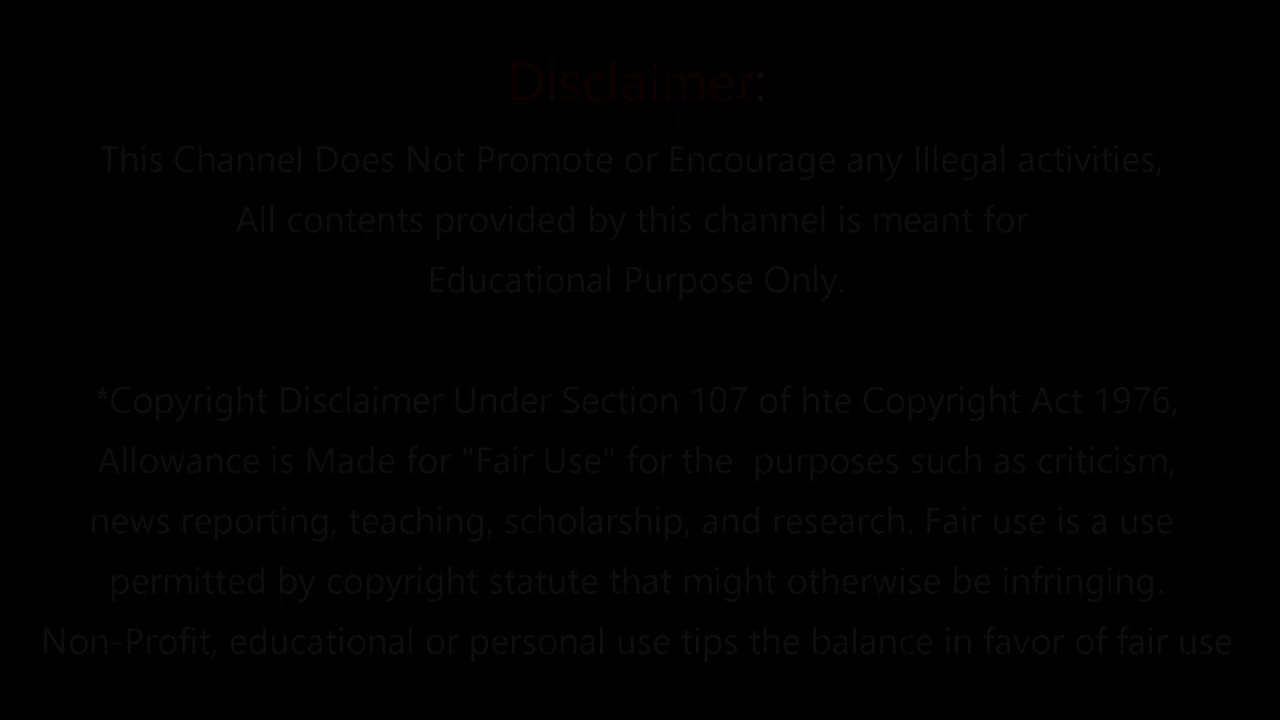 Disclaimer:
This Channel Does Not Promote or Encourage any Illegal activities,
All contents provided by this channel is meant for
Educational Purpose Only.
*Copyright Disclaimer Under Section 107 of hte Copyright Act 1976,
Allowance is Made for "Fair Use" for the  purposes such as criticism,
news reporting, teaching, scholarship, and research. Fair use is a use
permitted by copyright statute that might otherwise be infringing.
Non-Profit, educational or personal use tips the balance in favor of fair use